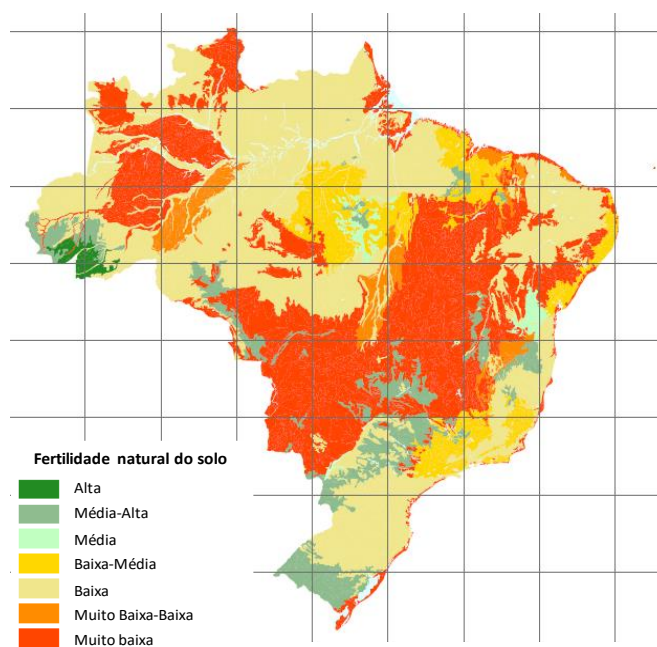 Fertilidade natural do solo
Alta
Média-Alta
Média
Baixa-Média
Baixa
Muito Baixa-Baixa
Muito baixa